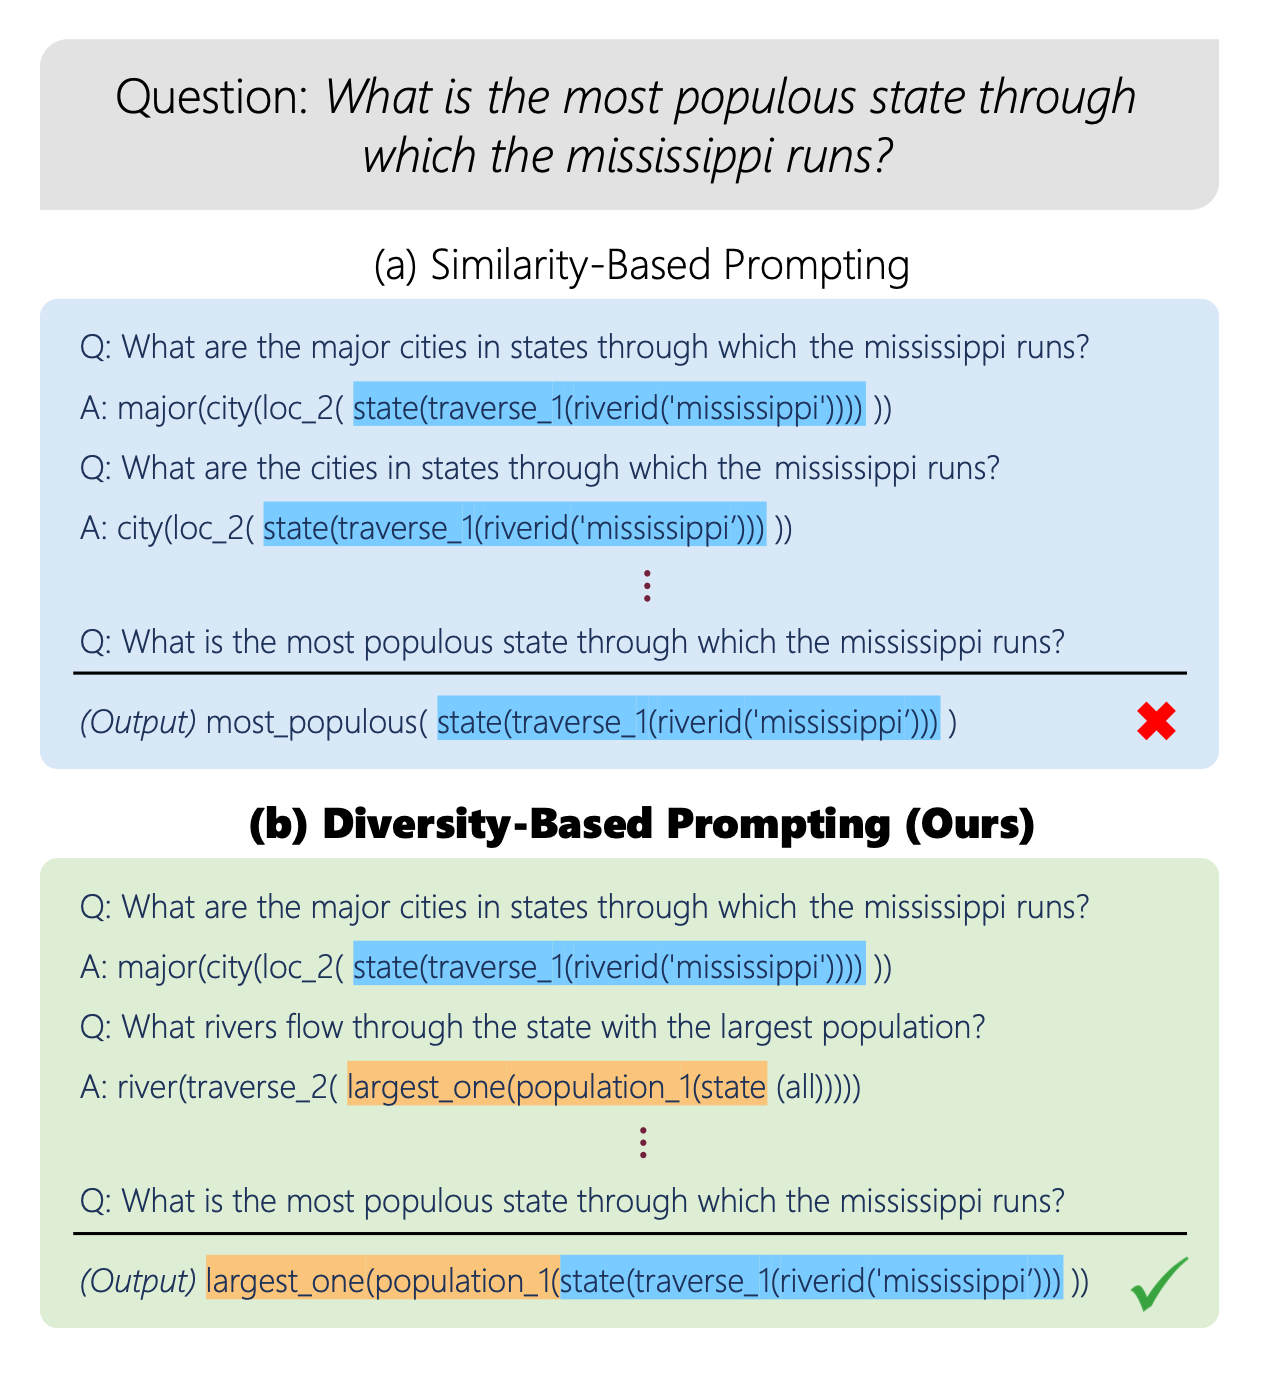 Question: What is the most populous state through
which the mississippi runs?
(a) Similarity-Based Prompting
Q: What are the major cities in states through which the mississippi runs?
A: major(city(loc_2( state(traverse_1(riverid('mississippi')))) ))
Q: What are the cities in states through which the mississippi runs?
A: city(loc_2( state(traverse_1(riverid('mississippi’))) ))
⋮
Q: What is the most populous state through which the mississippi runs?
(Output) most_populous( state(traverse_1(riverid('mississippi’))) )
(b) Diversity-Based Prompting (Ours)
Q: What are the major cities in states through which the mississippi runs?
A: major(city(loc_2( state(traverse_1(riverid('mississippi')))) ))
Q: What rivers flow through the state with the largest population?
A: river(traverse_2( largest_one(population_1(state (all)))))
⋮
Q: What is the most populous state through which the mississippi runs?
(Output) largest_one(population_1(state(traverse_1(riverid('mississippi’))) ))